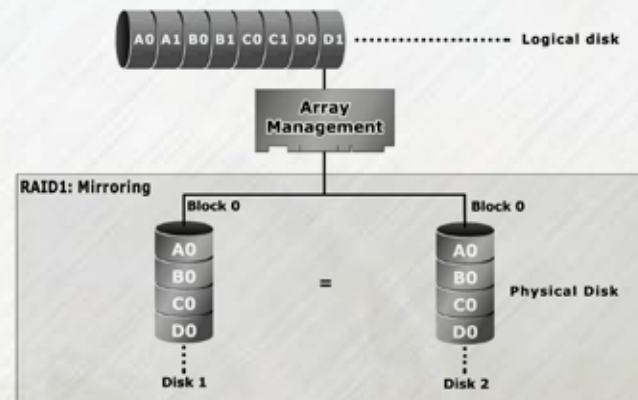 A0 A1 B0 B1 C0 C1 D0 D1
Logical disk
Array
Management
RAID1: Mirroring
Block 0
Block 0
A0
B0
C0
D0
Disk 1
=
A0
B0
C0
D0
Disk 2
Physical Disk